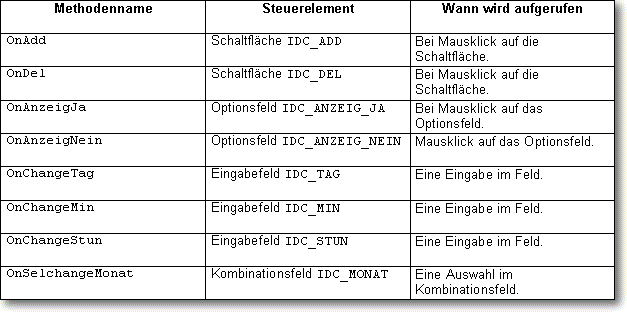 Methodenname Steuerelement Wann wird aufgerufen
OnAdd Schaltfläche IDC_ADD Bei Mausklick auf die
Schaltfläche.
OnDel Schaltfläche IDC_DEL Bei Mausklick auf die
Schaltfläche.
OnAnzeigJa Optionsfeld IDC_ANZEIG_JA Bei Mausklick auf das
Optionsfeld.
OnAnzeigNein Optionsfeld IDC_ANZEIG_NEIN Mausklick auf das Optionsfeld.
OnChangeTag Eingabefeld IDC_TAG Eine Eingabe im Feld.
OnChangeMin Eingabefeld IDC_MIN Eine Eingabe im Feld.
OnChangeStun Eingabefeld IDC_STUN Eine Eingabe im Feld.
OnSelchangeMonat Kombinationsfeld IDC_MONAT Eine Auswahl im
Kombinationsfeld.